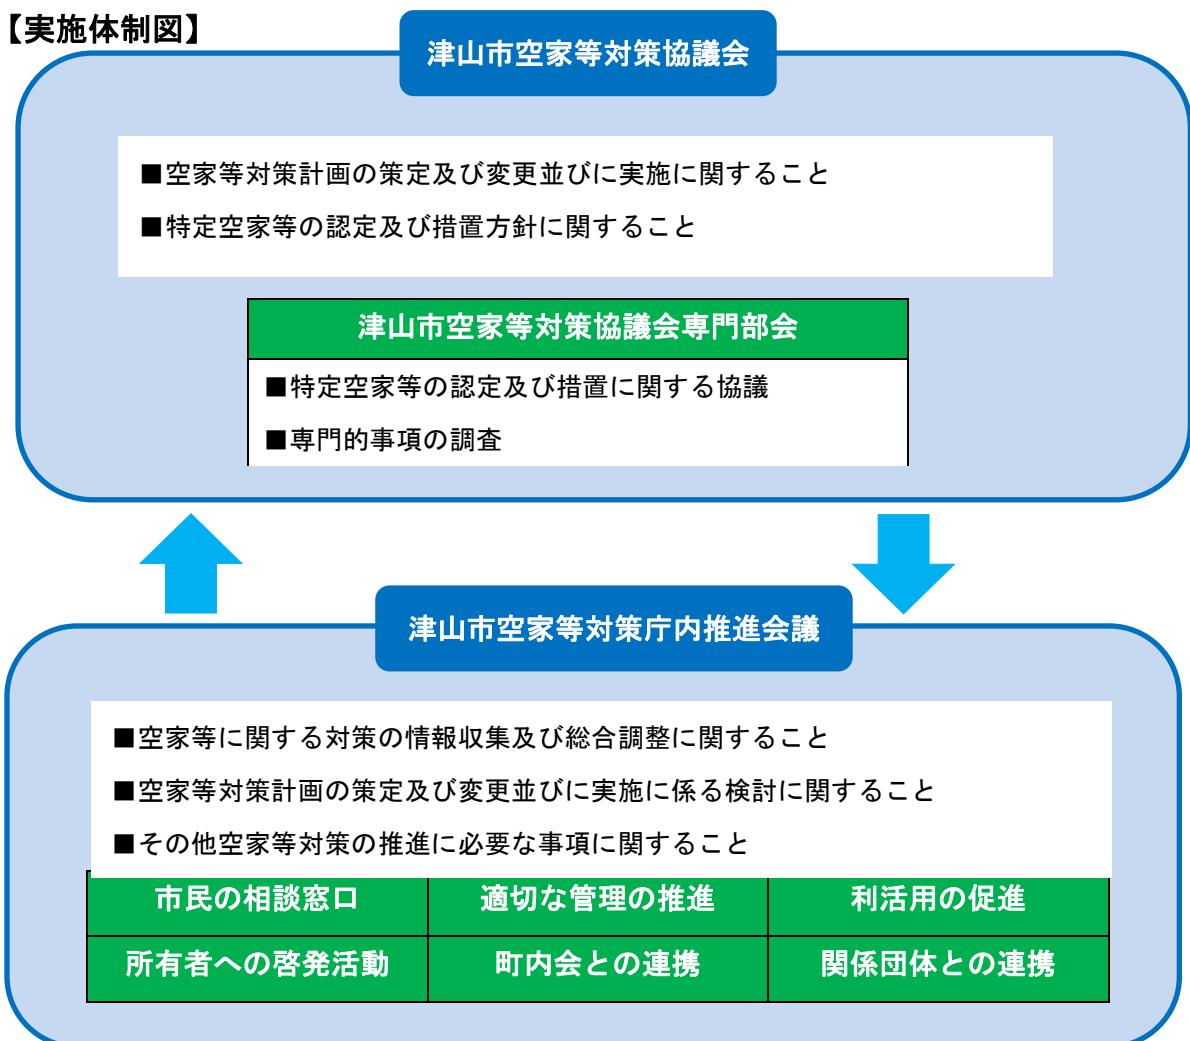 【実施体制図】
津山市空家等対策協議会
■空家等対策計画の策定及び変更並びに実施に関すること
■特定空家等の認定及び措置方針に関すること
津山市空家等対策協議会専門部会
■特定空家等の認定及び措置に関する協議
■専門的事項の調査
津山市空家等対策庁内推進会議
■空家等に関する対策の情報収集及び総合調整に関すること
■空家等対策計画の策定及び変更並びに実施に係る検討に関すること
■その他空家等対策の推進に必要な事項に関すること
市民の相談窓口 適切な管理の推進 利活用の促進
所有者への啓発活動 町内会との連携 関係団体との連携